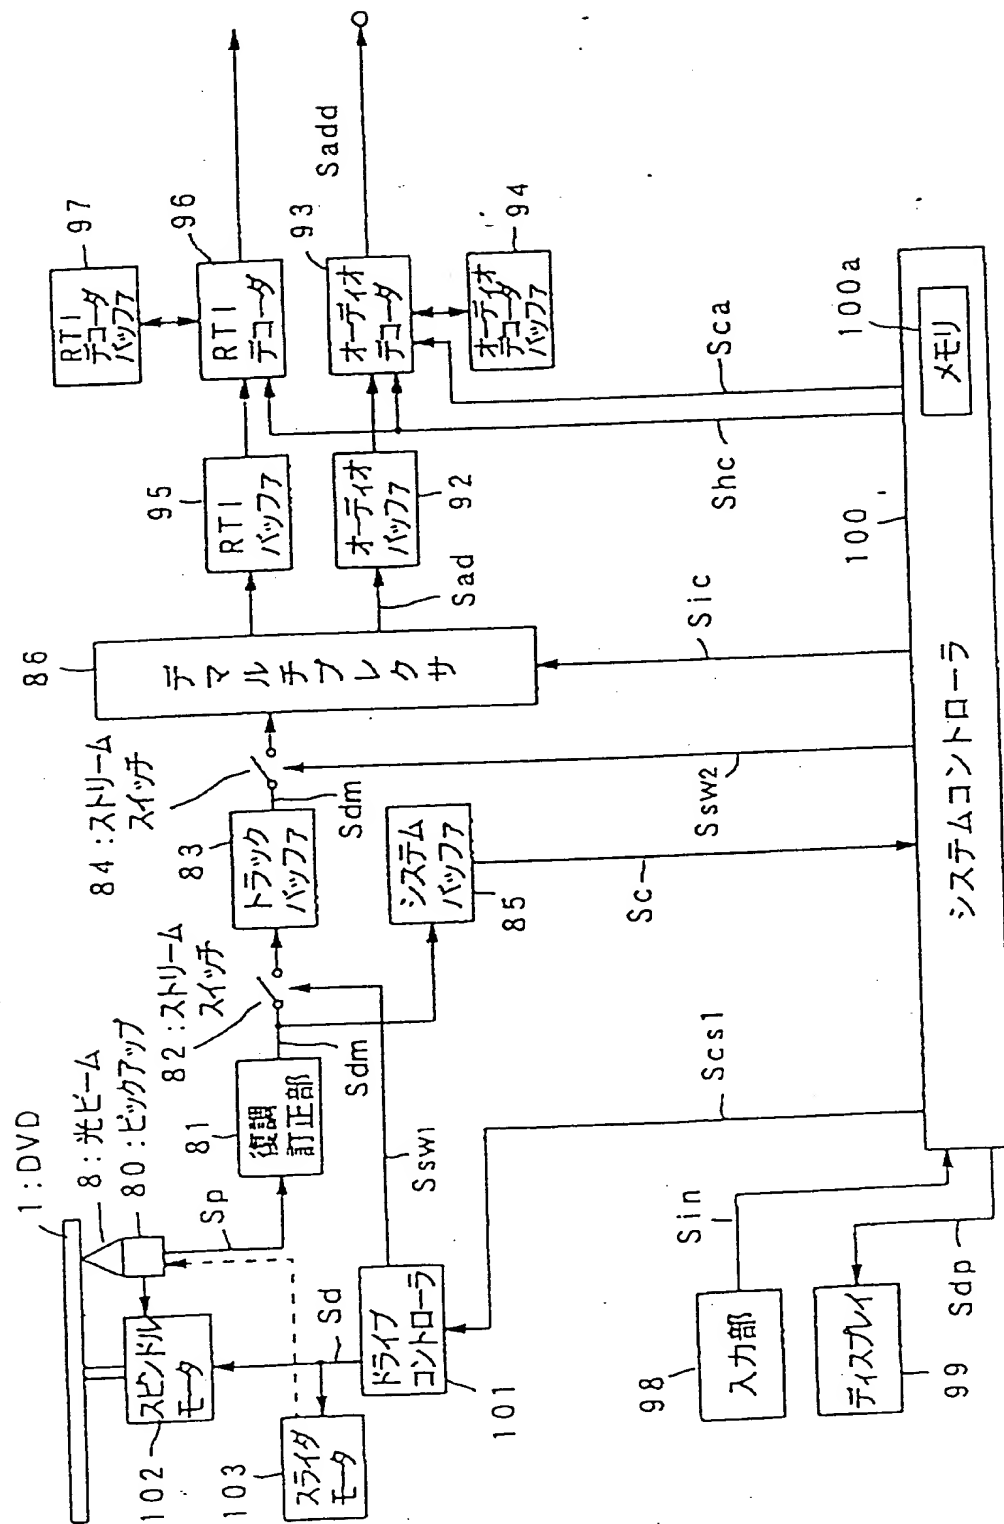 1:DVD
8:光ビーム
80:ピックアップ
82:ストリーム
スイッチ
84:ストリーム
スイッチ
86
95
96
97
RTI
デコーダ
バッファ
スピンドル
モータ
102
Sp
81
復調
訂正部
Sdm
83
トラック
バッファ
Sdm
デマルチプレクサ
RTI
バッファ
RTI
デコーダ
93
Sadd
103
スライダ
モータ
Sd
ドライブ
コントローラ
101
Ssw1
システム
バッファ
85
Sad
オーディオ
バッファ
92
オーディオ
デコーダ
オーディオ
デコーダ
バッファ
94
Scs1
Sc
Ssw2
Sic
Shc
Sca
98
入力部
Sin
ディスプレイ
99
Sdp
システムコントローラ
100
100a
メモリ